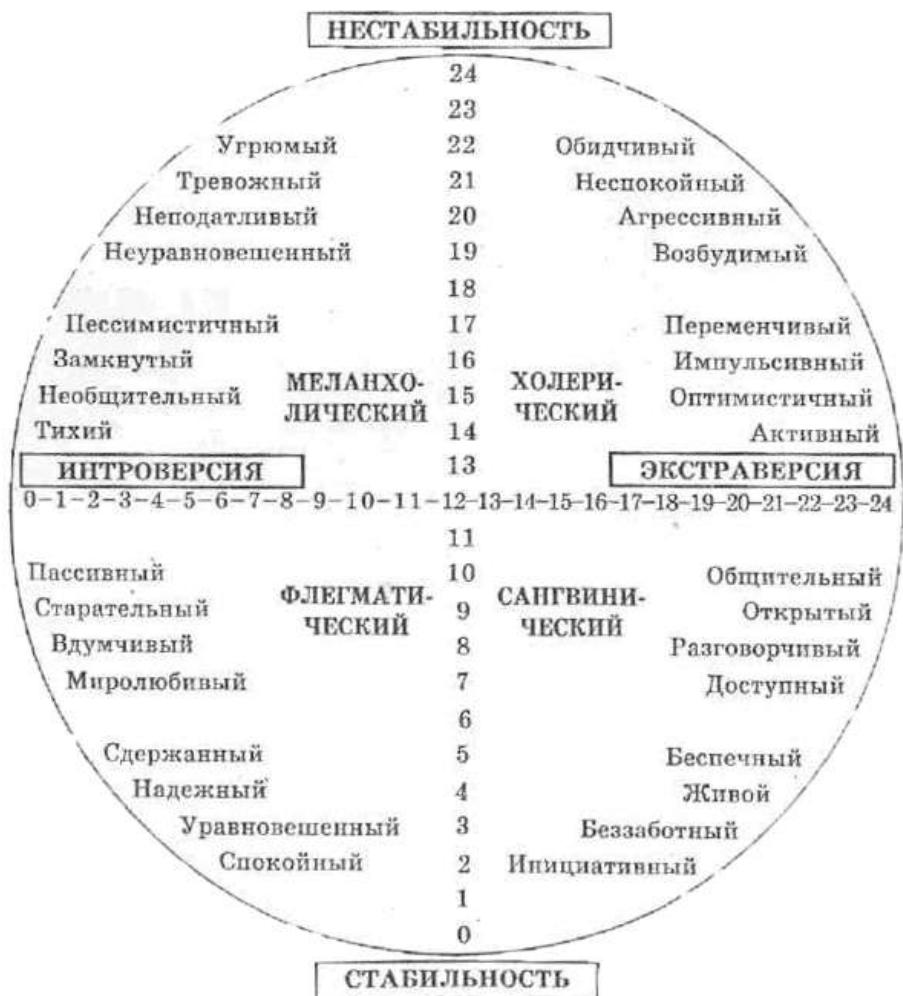 НЕСТАБИЛЬНОСТЬ
24
23
Угрюмый 22 Обидчивый
Тревожный 21 Неспокойный
Неподатливый 20 Агрессивный
Неуравновешенный 19 Возбудимый
18
Пессимистичный 17 Переменчивый
Замкнутый 16 Импульсивный
МЕЛАНХО- ХОЛЕРИ-
Необщительный 15 Оптимистичный
ЛИЧЕСКИЙ ЧЕСКИЙ
Тихий 14 Активный
ИНТРОВЕРСИЯ 13 ЭКСТРАВЕРСИЯ
0-1-2-3-4-5-6-7-8-9-10-11-12-13-14-15-16-17-18-19-20-21-22-23-24
11
Пассивный 10 Общительный
ФЛЕГМАТИ- САНГВИНИ-
Старательный 9 Открытый
ЧЕСКИЙ ЧЕСКИЙ
Вдумчивый 8 Разговорчивый
Миролюбивый 7 Доступный
6
Сдержанный 5 Беспечный
Надежный 4 Живой
Уравновешенный 3 Беззаботный
Спокойный 2 Инициативный
1
0
СТАБИЛЬНОСТЬ